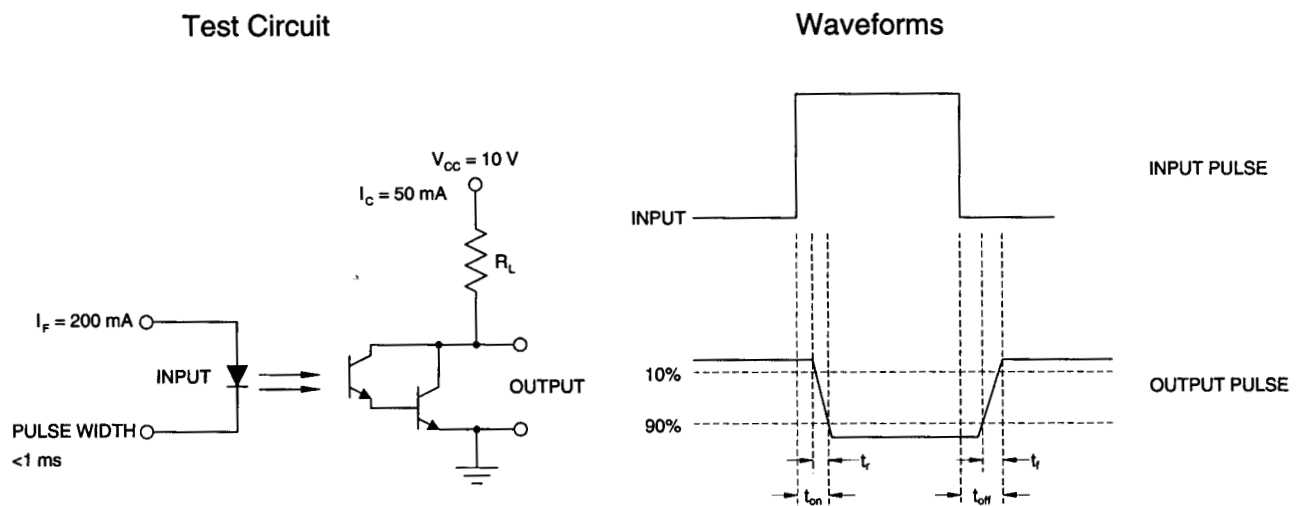 Test Circuit
Waveforms
V_CC = 10 V
I_C = 50 mA
R_L
I_F = 200 mA
INPUT
OUTPUT
PULSE WIDTH
<1 ms
INPUT PULSE
INPUT
10%
OUTPUT PULSE
90%
t_r
t_f
t_on
t_off